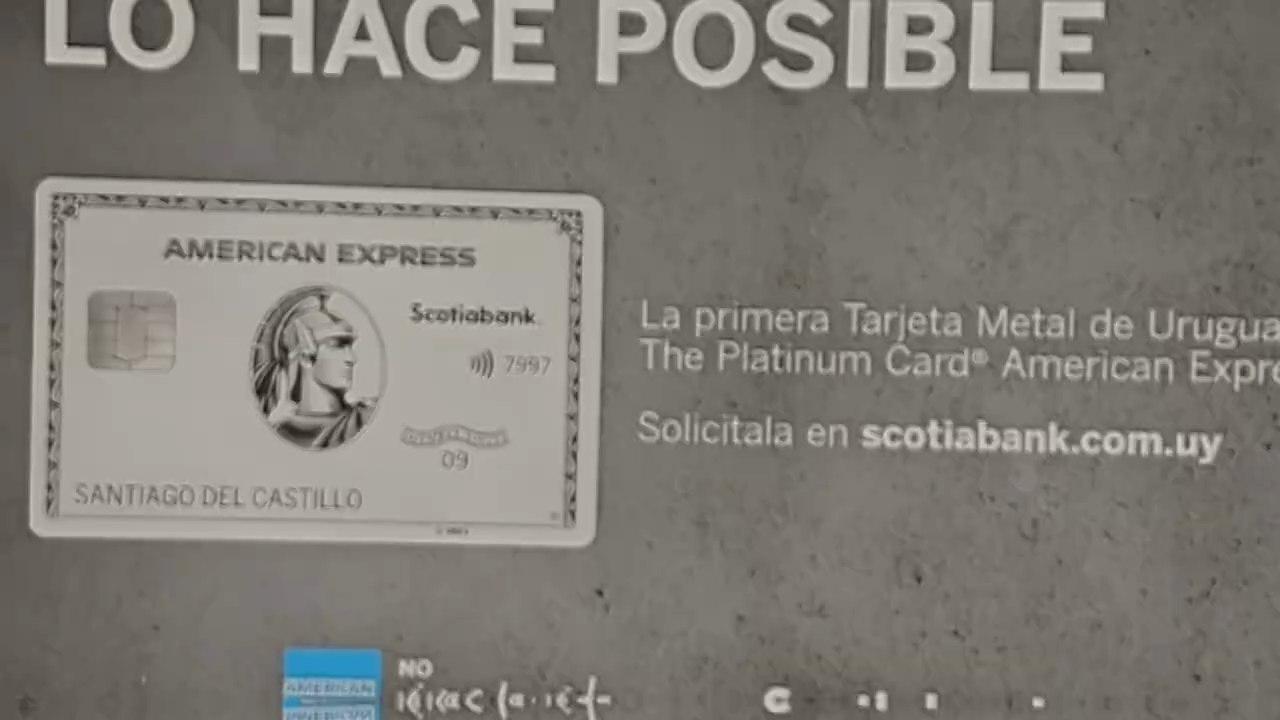 LO HACE POSIBLE
AMERICAN EXPRESS
Scotiabank
7997
09
SANTIAGO DEL CASTILLO
La primera Tarjeta Metal de Urugua
The Platinum Card® American Expre
Solicitala en scotiabank.com.uy
AMERICAN
NO